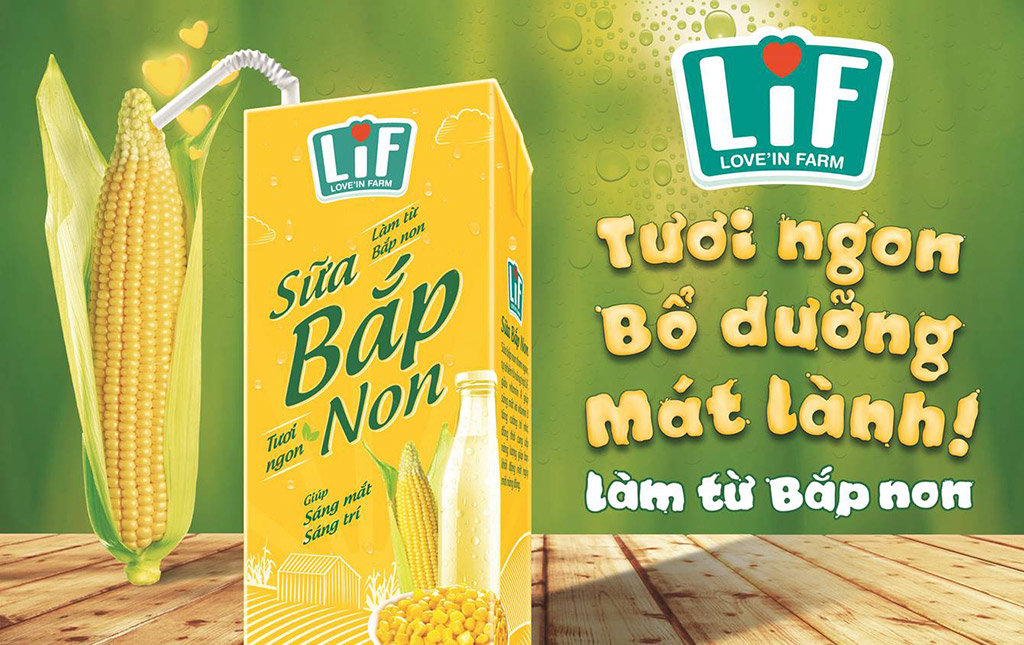 LiF
LOVE'IN FARM
Làm từ
Bắp non
Sữa
Bắp
Non
Tươi
ngon
Giúp
Sáng mắt
Sáng trí
LiF
Sữa Bắp Non
LiF
LOVE'IN FARM
Tươi ngon
Bổ dưỡng
Mát lành!
Làm từ Bắp non